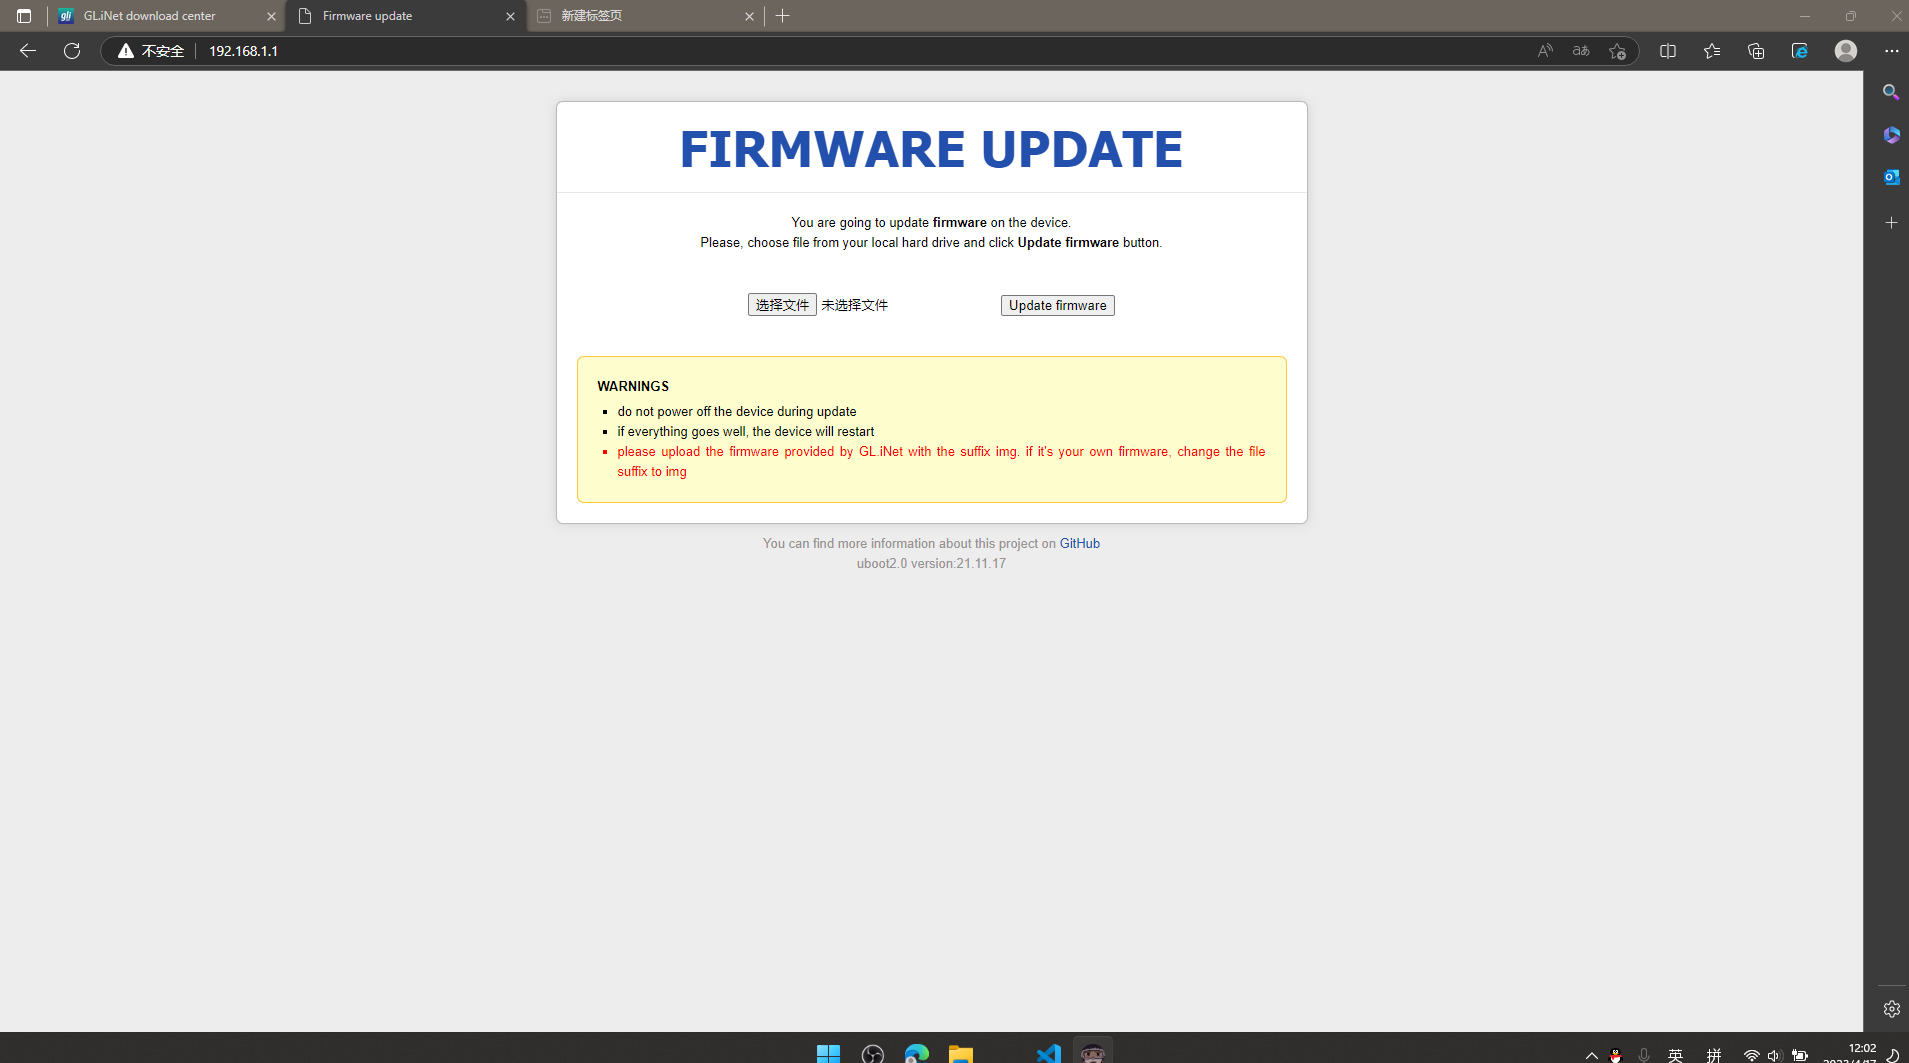 GL.iNet download center
Firmware update
新建标签页
不安全
192.168.1.1
FIRMWARE UPDATE
You are going to update firmware on the device.
Please, choose file from your local hard drive and click Update firmware button.
选择文件 未选择文件
Update firmware
WARNINGS
do not power off the device during update
if everything goes well, the device will restart
please upload the firmware provided by GL.iNet with the suffix img. if it's your own firmware, change the file
suffix to img
You can find more information about this project on GitHub
uboot2.0 version:21.11.17
英
拼
12:02